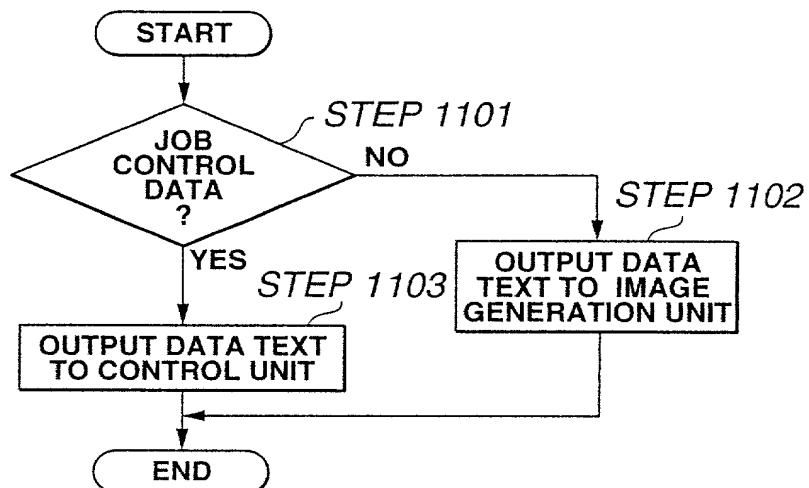 START
STEP 1101
JOB
CONTROL
DATA
?
NO
YES
STEP 1102
OUTPUT DATA
TEXT TO IMAGE
GENERATION UNIT
STEP 1103
OUTPUT DATA TEXT
TO CONTROL UNIT
END